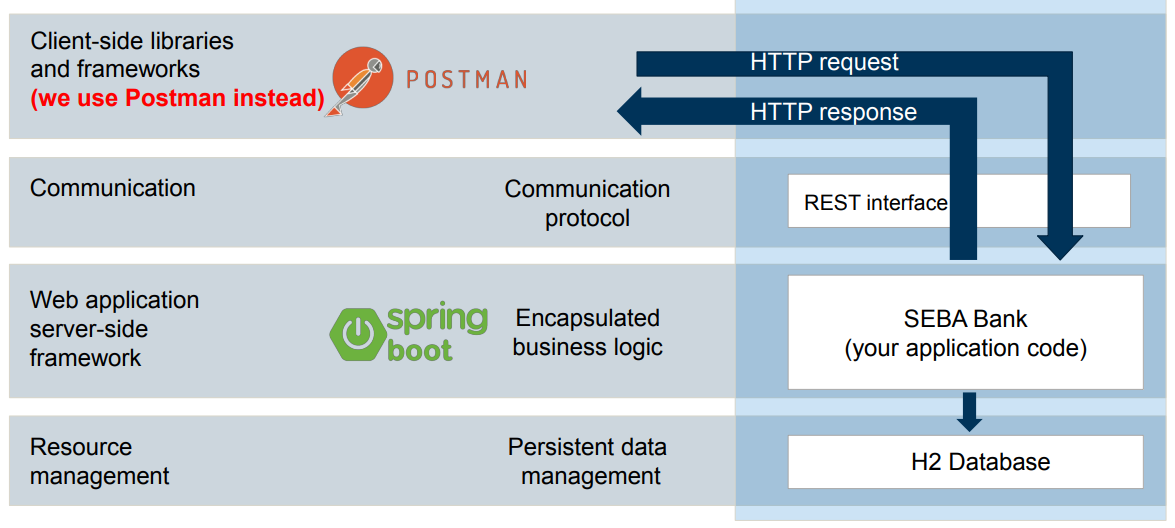 Client-side libraries
and frameworks
(we use Postman instead)
POSTMAN
HTTP request
HTTP response
Communication
Communication
protocol
REST interface
Web application
server-side
framework
spring
boot
Encapsulated
business logic
SEBA Bank
(your application code)
Resource
management
Persistent data
management
H2 Database